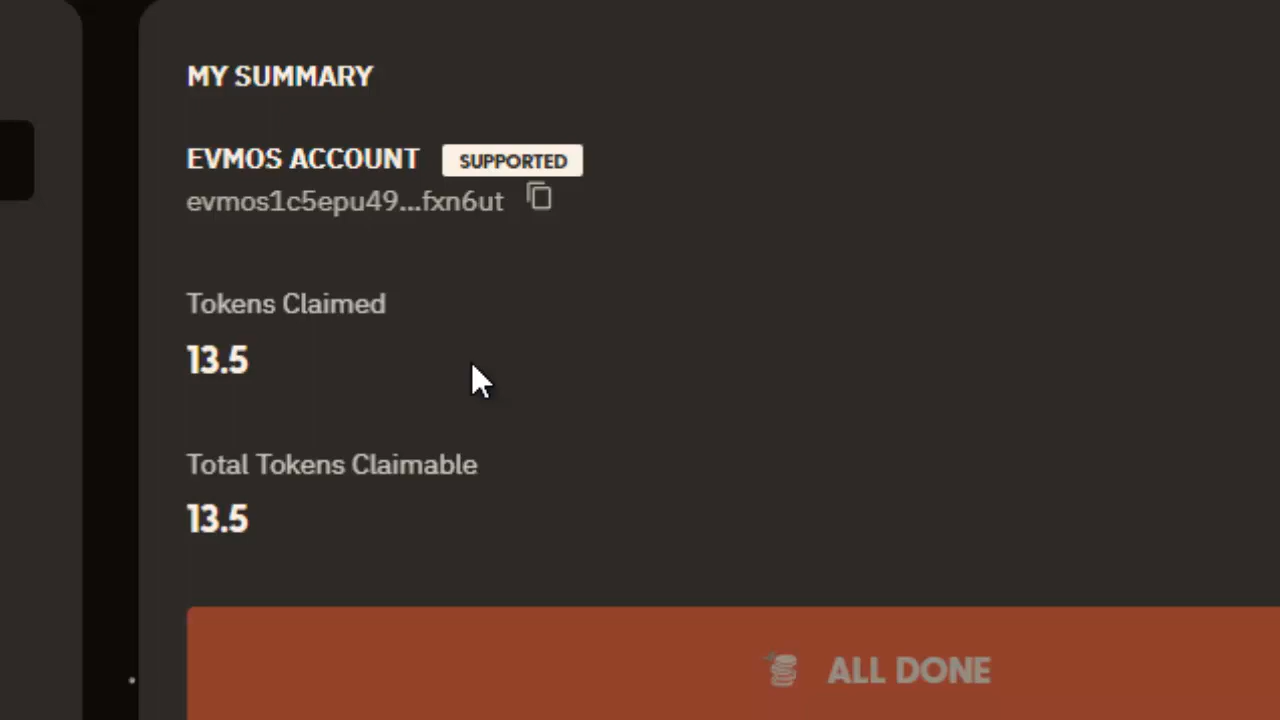 MY SUMMARY
EVMOS ACCOUNT SUPPORTED
evmos1c5epu49...fxn6ut
Tokens Claimed
13.5
Total Tokens Claimable
13.5
ALL DONE